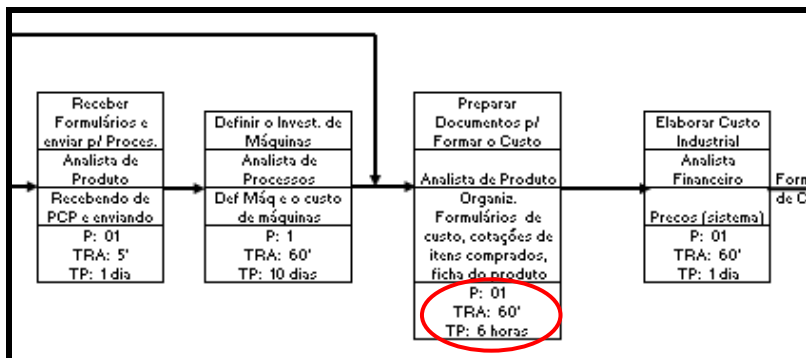 Receber
Formulários e
enviar p/ Proces.
Analista de
Produto
Recebendo de
PCP e enviando
P: 01
TRA: 5'
TP: 1 dia
Definir o Invest. de
Máquinas
Analista de
Processos
Def Máq e o custo
de máquinas
P: 1
TRA: 60'
TP: 10 dias
Preparar
Documentos p/
Formar o Custo
Analista de Produto
Organiz.
Formulários de
custo, cotações de
itens comprados,
ficha do produto
P: 01
TRA: 60'
TP: 6 horas
Elaborar Custo
Industrial
Analista
Financeiro
Precos (sistema)
P: 01
TRA: 60'
TP: 1 dia
Form
de C